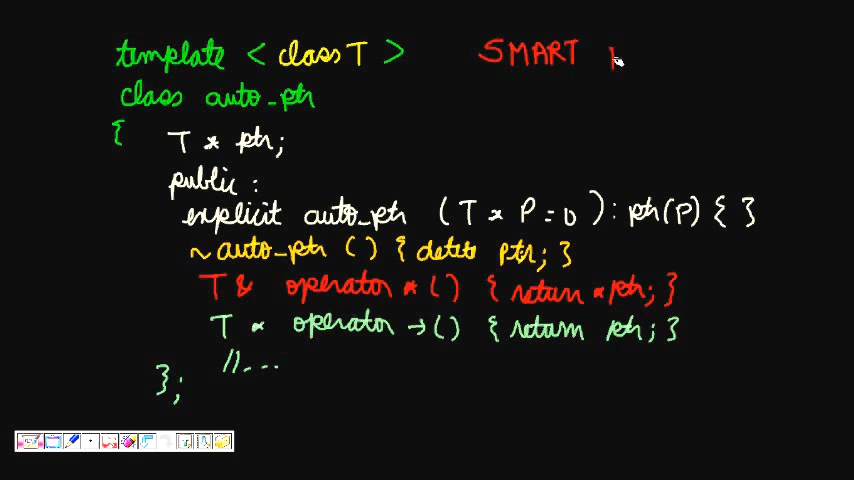 template < class T > SMART
class auto_ptr
{ T * ptr;
public :
explicit auto_ptr ( T * P = 0 ) : ptr(P) { }
~ auto_ptr () { delete ptr; }
T & operator * () { return *ptr; }
T * operator → () { return ptr; }
//...
};